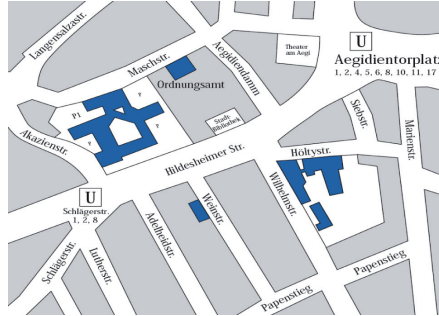 Langensalzastr.
Maschstr.
Aegidiendamm
Theater
am Aegi
U
Aegidientorplatz
1, 2, 4, 5, 6, 8, 10, 11, 17
Ordnungsamt
P1
P
P
P
Stadt-
Bibliothek
Akazienstr.
Siebstr.
Marienstr.
Hildesheimer Str.
Höltystr.
U
Schlägerstr.
1, 2, 8
Schlägerstr.
Lutherstr.
Adelheidstr.
Weinstr.
Wilhelmstr.
Papenstieg
Papenstieg